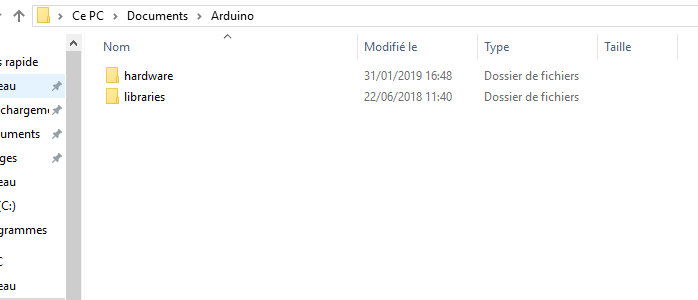 Ce PC > Documents > Arduino
Nom Modifié le Type Taille
hardware 31/01/2019 16:48 Dossier de fichiers
libraries 22/06/2018 11:40 Dossier de fichiers
s rapide
eau
chargeme
uments
ges
eau
(C:)
grammes
C
eau